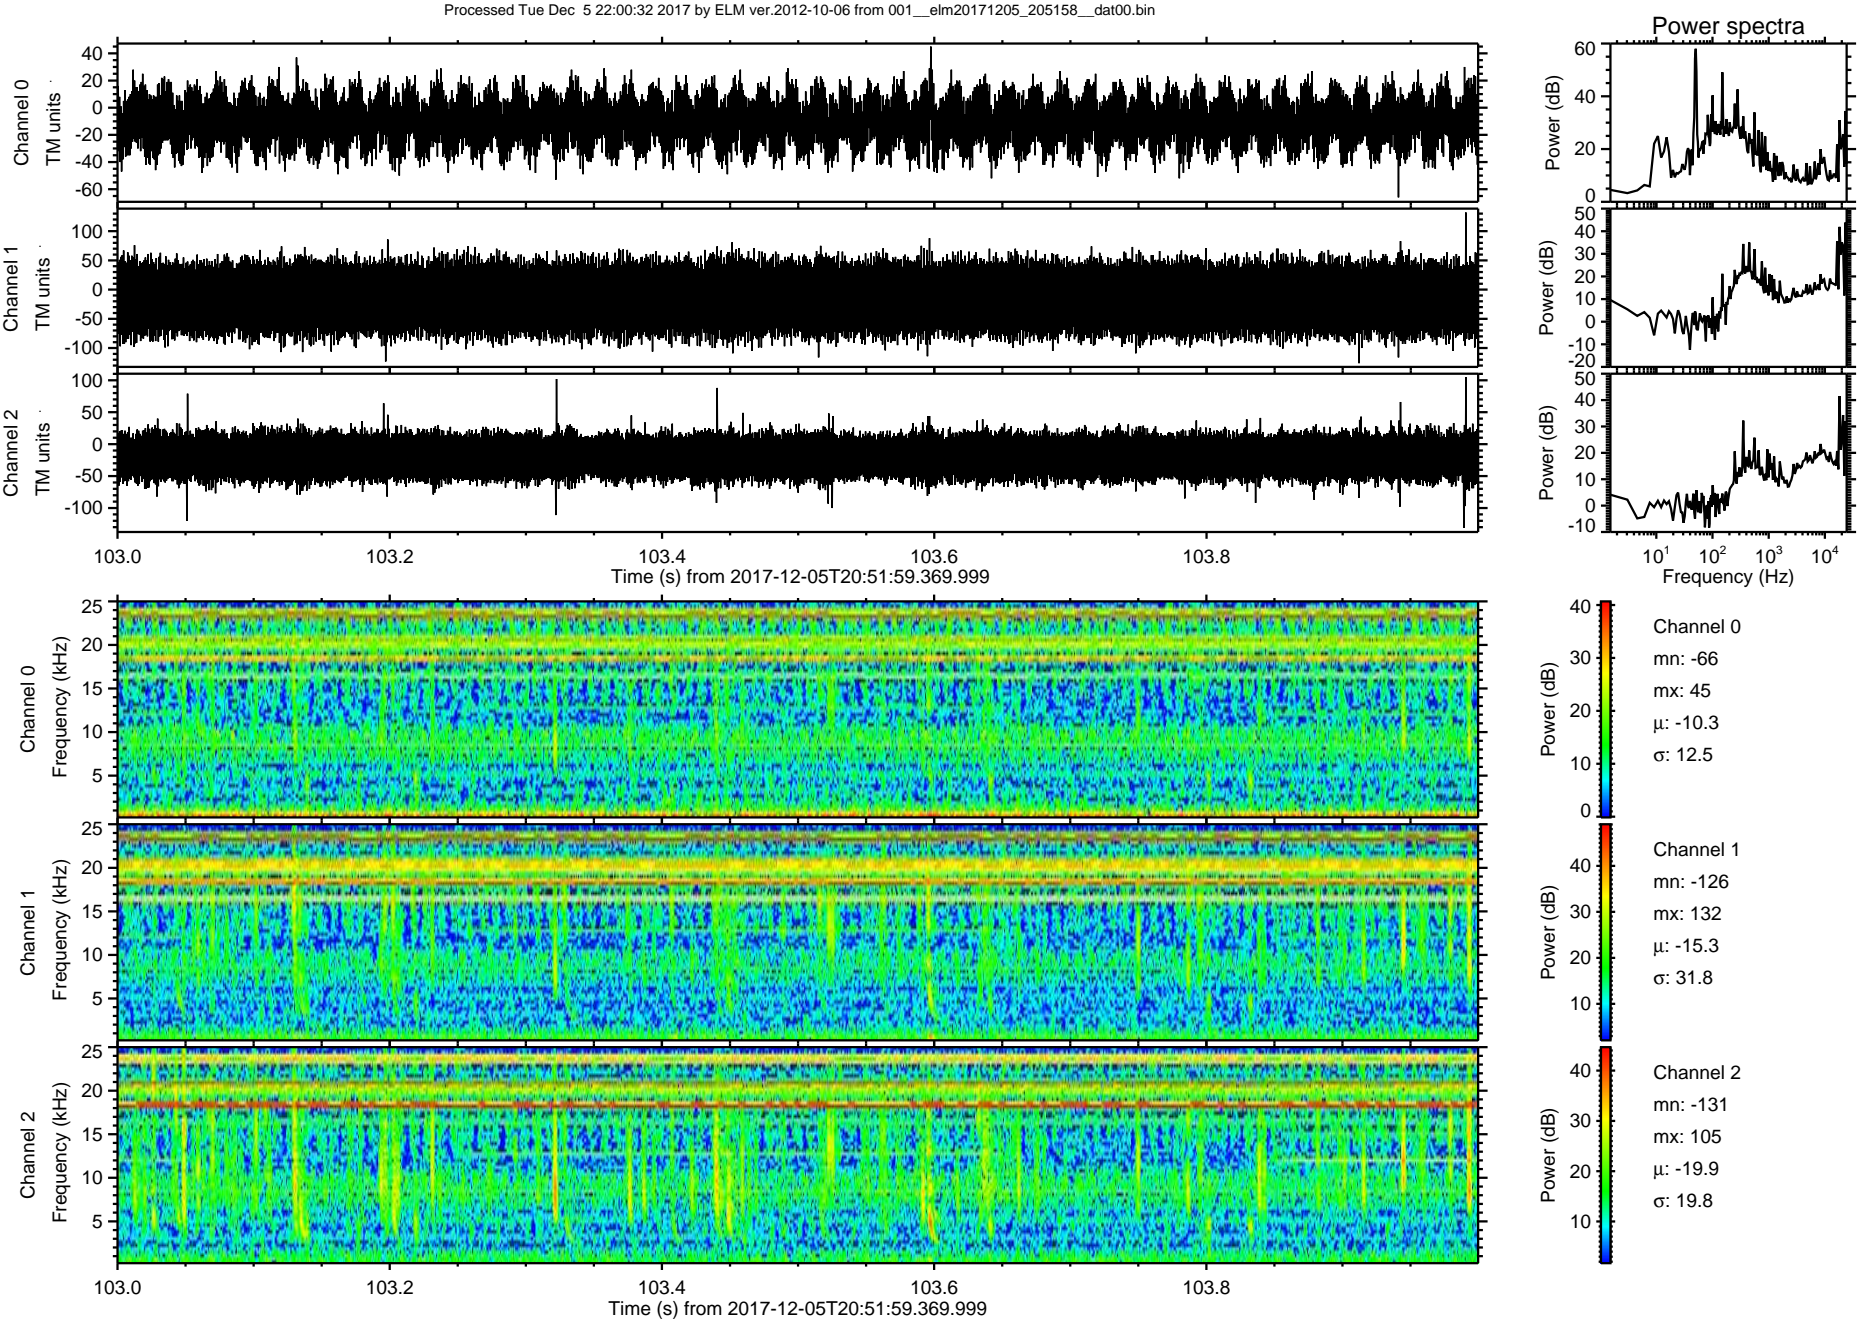 Processed Tue Dec  5 22:00:32 2017 by ELM ver.2012-10-06 from 001__elm20171205_205158__dat00.bin
Power spectra
Channel 0
TM units
40
20
0
-20
-40
-60
Power (dB)
60
40
20
0
Channel 1
TM units
100
50
0
-50
-100
Power (dB)
50
40
30
20
10
0
-10
-20
Channel 2
TM units
100
50
0
-50
-100
Power (dB)
50
40
30
20
10
0
-10
103.0 103.2 103.4 103.6 103.8
Time (s) from 2017-12-05T20:51:59.369.999
10^1 10^2 10^3 10^4
Frequency (Hz)
Channel 0
Frequency (kHz)
25
20
15
10
5
Power (dB)
40
30
20
10
0
Channel 0
mn: -66
mx: 45
μ: -10.3
σ: 12.5
Channel 1
Frequency (kHz)
25
20
15
10
5
Power (dB)
40
30
20
10
Channel 1
mn: -126
mx: 132
μ: -15.3
σ: 31.8
Channel 2
Frequency (kHz)
25
20
15
10
5
Power (dB)
40
30
20
10
Channel 2
mn: -131
mx: 105
μ: -19.9
σ: 19.8
103.0 103.2 103.4 103.6 103.8
Time (s) from 2017-12-05T20:51:59.369.999